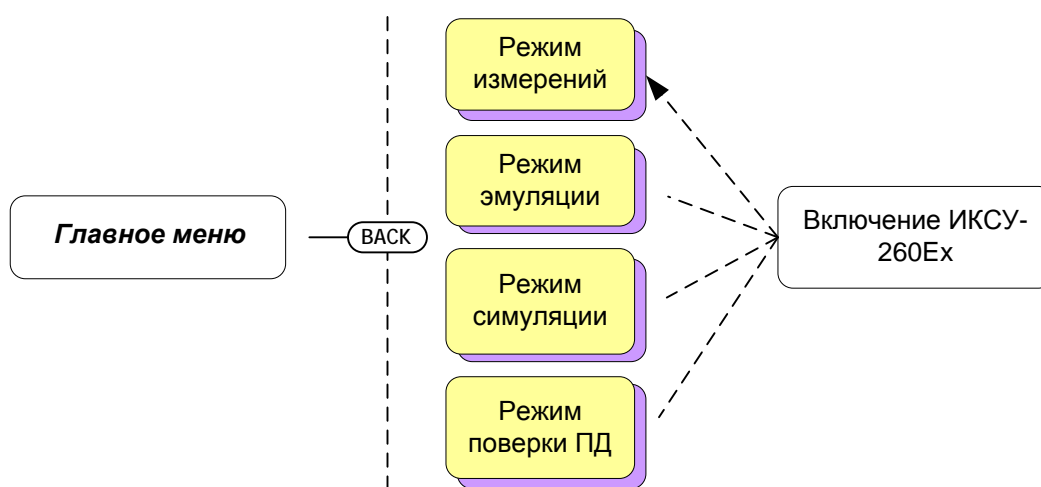 Режим
измерений
Режим
эмуляции
Главное меню
BACK
Включение ИКСУ-
260Ex
Режим
симуляции
Режим
поверки ПД